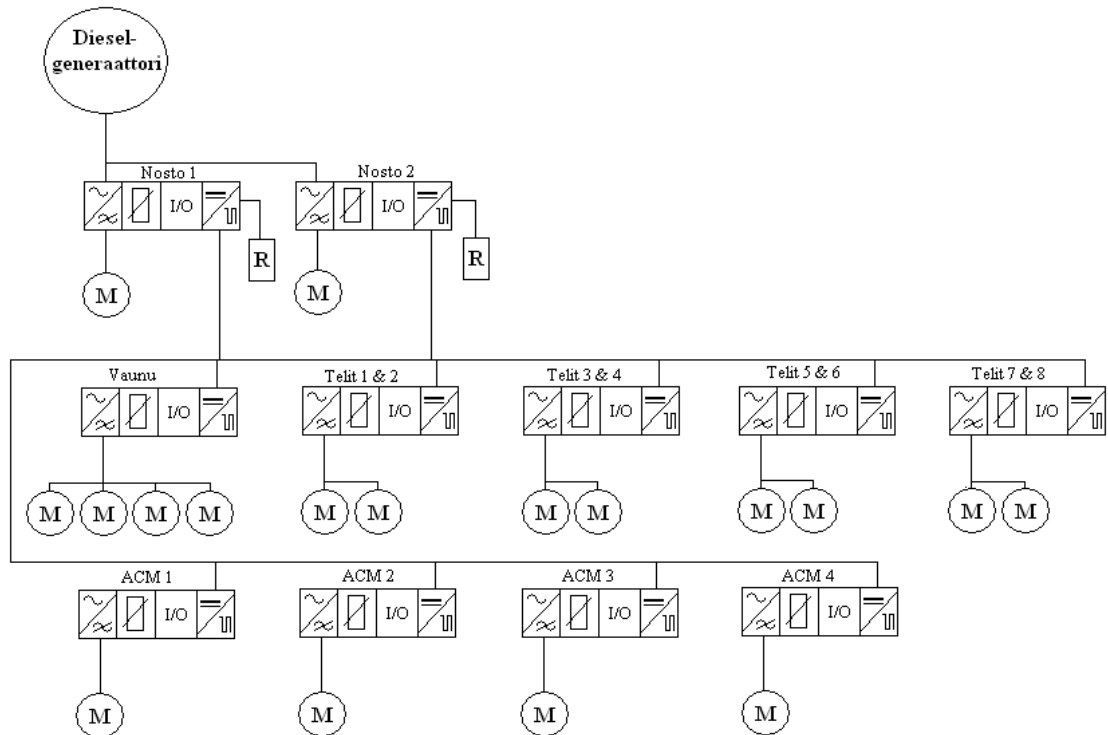 Diesel-
generaattori
Nosto 1 Nosto 2
I/O I/O
R R
M M
Vaunu Telit 1 & 2 Telit 3 & 4 Telit 5 & 6 Telit 7 & 8
I/O I/O I/O I/O I/O
M M M M M M M M M M M M
ACM 1 ACM 2 ACM 3 ACM 4
I/O I/O I/O I/O
M M M M